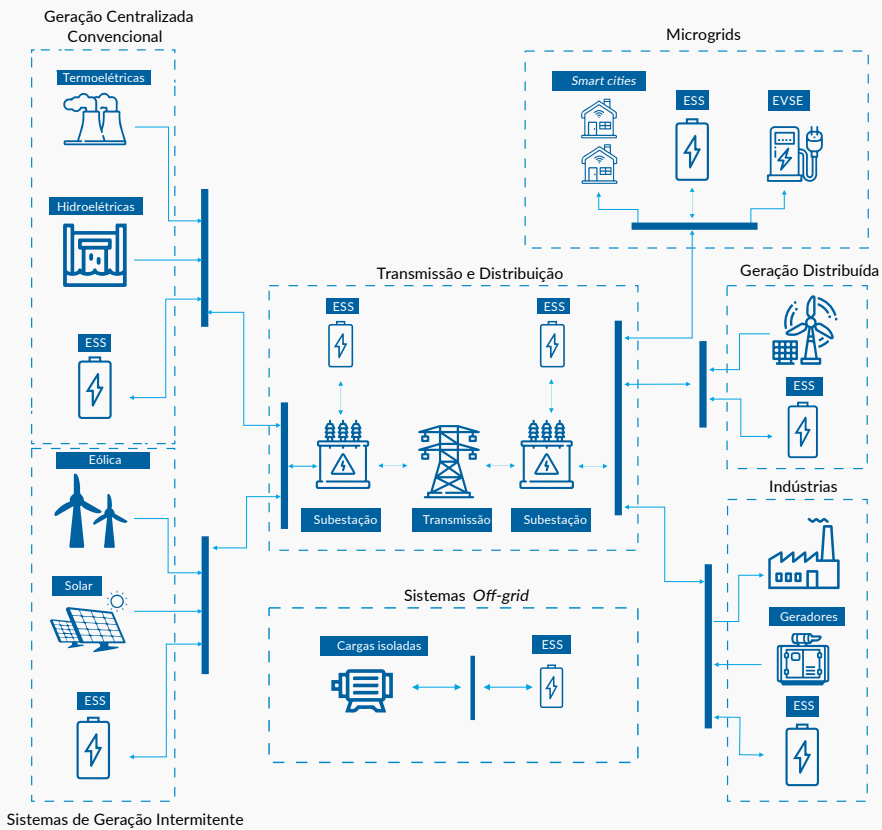 Geração Centralizada
Convencional
Termoelétricas
Hidroelétricas
ESS
Eólica
Solar
ESS
Sistemas de Geração Intermitente
Transmissão e Distribuição
ESS
ESS
Subestação
Transmissão
Subestação
Sistemas Off-grid
Cargas isoladas
ESS
Microgrids
Smart cities
ESS
EVSE
Geração Distribuída
ESS
Indústrias
Geradores
ESS